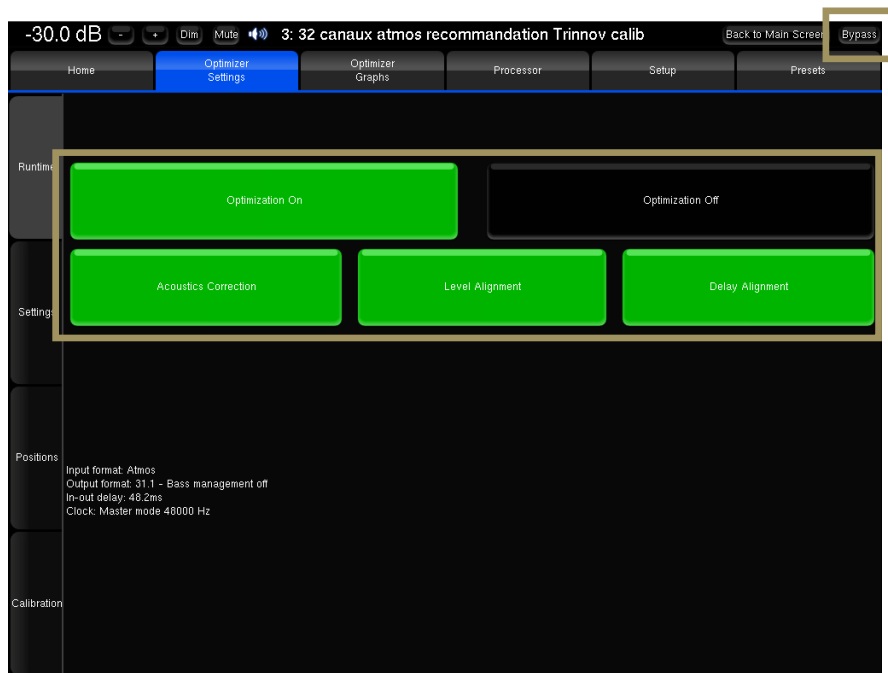 -30.0 dB - + Dim Mute 3: 32 canaux atmos recommandation Trinnov calib Back to Main Screen Bypass
Home Optimizer Settings Optimizer Graphs Processor Setup Presets
Runtime
Optimization On Optimization Off
Acoustics Correction Level Alignment Delay Alignment
Settings
Positions
Input format: Atmos
Output format: 31.1 - Bass management off
In-out delay: 48.2ms
Clock: Master mode 48000 Hz
Calibration